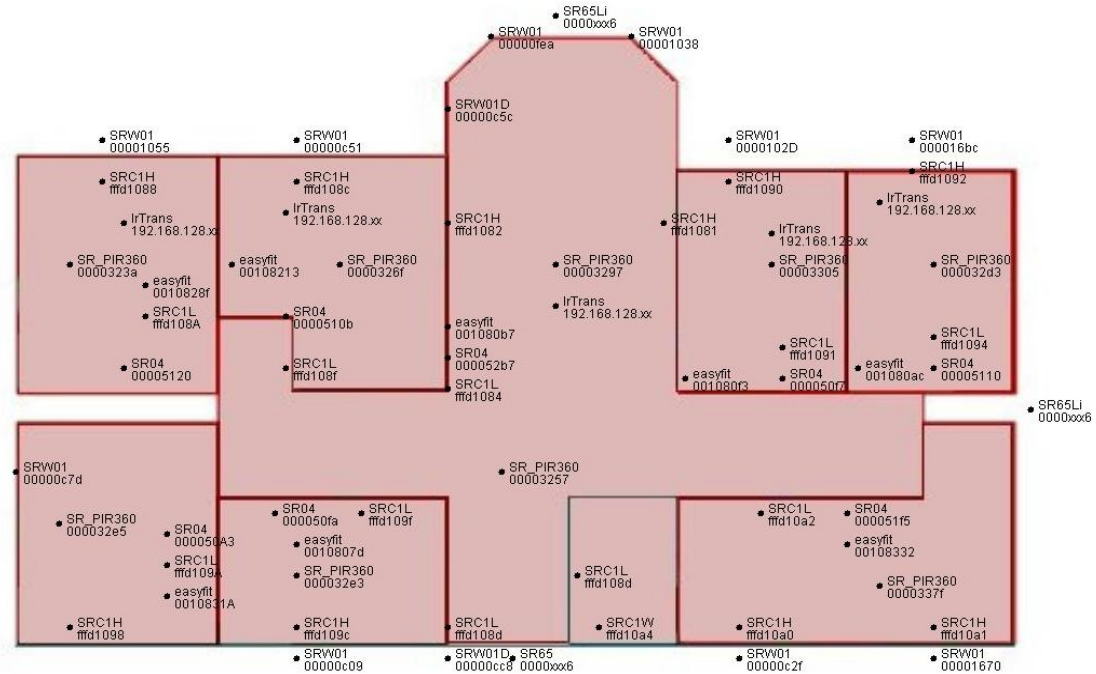 SR65Li
0000xxx6
SRW01
00000fea
SRW01
00001038
SRW01D
00000c5c
SRW01
00001055
SRW01
00000c51
SRW01
0000102D
SRW01
000016bc
SRC1H
fffd1088
SRC1H
fffd108c
SRC1H
fffd1090
SRC1H
fffd1092
IrTrans
192.168.128.xx
IrTrans
192.168.128.xx
SRC1H
fffd1082
SRC1H
fffd1081
IrTrans
192.168.128.xx
IrTrans
192.168.128.xx
SR_PIR360
0000323a
easyfit
00108213
SR_PIR360
0000326f
SR_PIR360
00003297
SR_PIR360
00003305
SR_PIR360
000032d3
easyfit
0010828f
IrTrans
192.168.128.xx
SRC1L
fffd108A
SR04
0000510b
easyfit
001080b7
SR04
00005120
SRC1L
fffd108f
SR04
000052b7
SRC1L
fffd1084
SRC1L
fffd1091
SRC1L
fffd1094
easyfit
001080f3
SR04
000050f7
easyfit
001080ac
SR04
00005110
SR65Li
0000xxx6
SRW01
00000c7d
SR_PIR360
00003257
SR_PIR360
000032e5
SR04
000050A3
SR04
000050fa
SRC1L
fffd109f
SRC1L
fffd10a2
SR04
000051f5
SRC1L
fffd109A
easyfit
0010807d
easyfit
00108332
easyfit
0010831A
SR_PIR360
000032e3
SRC1L
fffd108d
SR_PIR360
0000337f
SRC1H
fffd1098
SRC1H
fffd109c
SRC1L
fffd108d
SRC1W
fffd10a4
SRC1H
fffd10a0
SRC1H
fffd10a1
SRW01
00000c09
SRW01D
00000cc8
SR65
0000xxx6
SRW01
00000c2f
SRW01
00001670